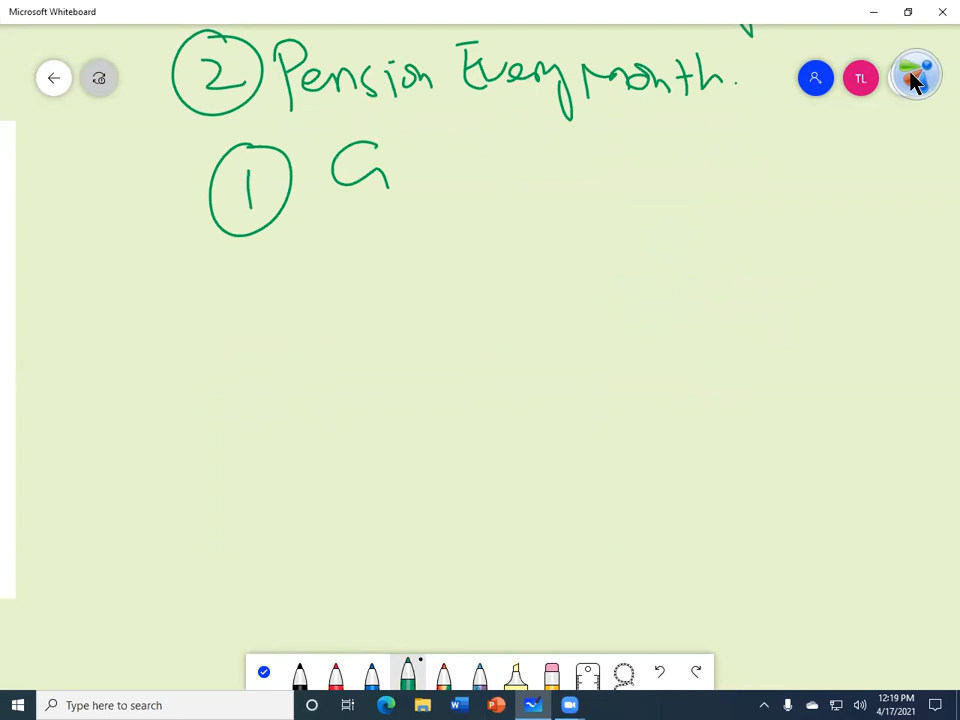 Microsoft Whiteboard
② Pension Every month.
TL
① G
Type here to search
12:19 PM
4/17/2021